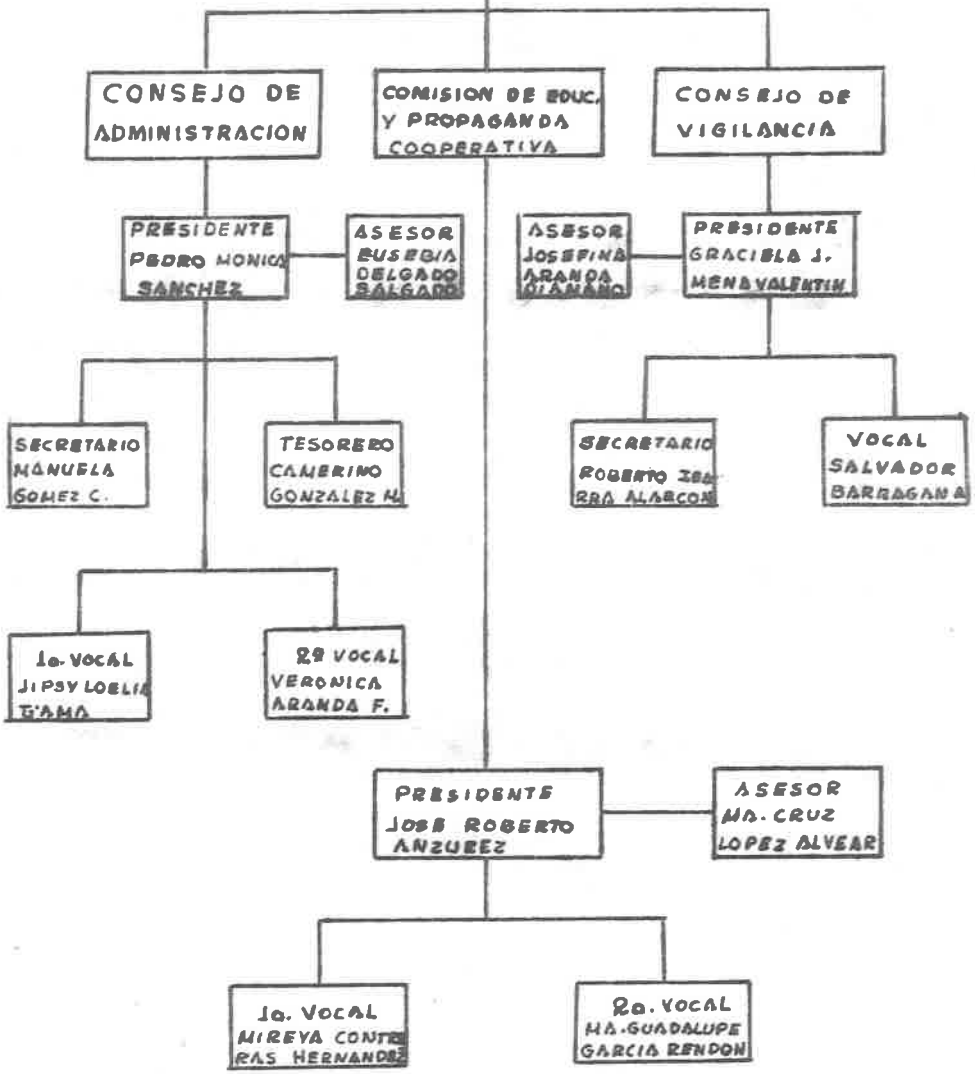 CONSEJO DE
ADMINISTRACION
COMISION DE EDUC.
Y PROPAGANDA
COOPERATIVA
CONSEJO DE
VIGILANCIA
PRESIDENTE
PEDRO MONICA
SANCHEZ
ASESOR
EUSEBIA
DELGADO
SALGADO
ASESOR
JOSEFINA
ARANDA
DIAMANO
PRESIDENTE
GRACIELA J.
MENA VALENTIN
SECRETARIO
MANUELA
GOMEZ C.
TESORERO
CAMERINO
GONZALEZ M.
SECRETARIO
ROBERTO IBA
RRA ALARCON
VOCAL
SALVADOR
BARRAGAN A
1a. VOCAL
JIPSY LOELIA
GAMA
2ª VOCAL
VERONICA
ARANDA F.
PRESIDENTE
JOSE ROBERTO
ANZUREZ
ASESOR
MA. CRUZ
LOPEZ ALVEAR
1a. VOCAL
MIREYA CONTRE
RAS HERNANDEZ
2a. VOCAL
MA. GUADALUPE
GARCIA RENDON